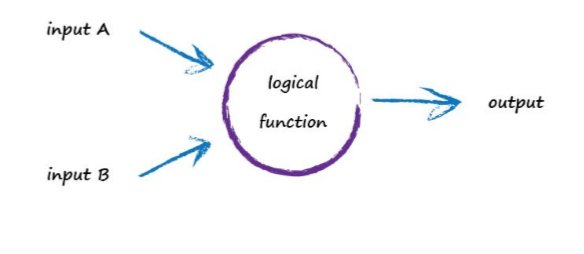 input A
logical
function
output
input B